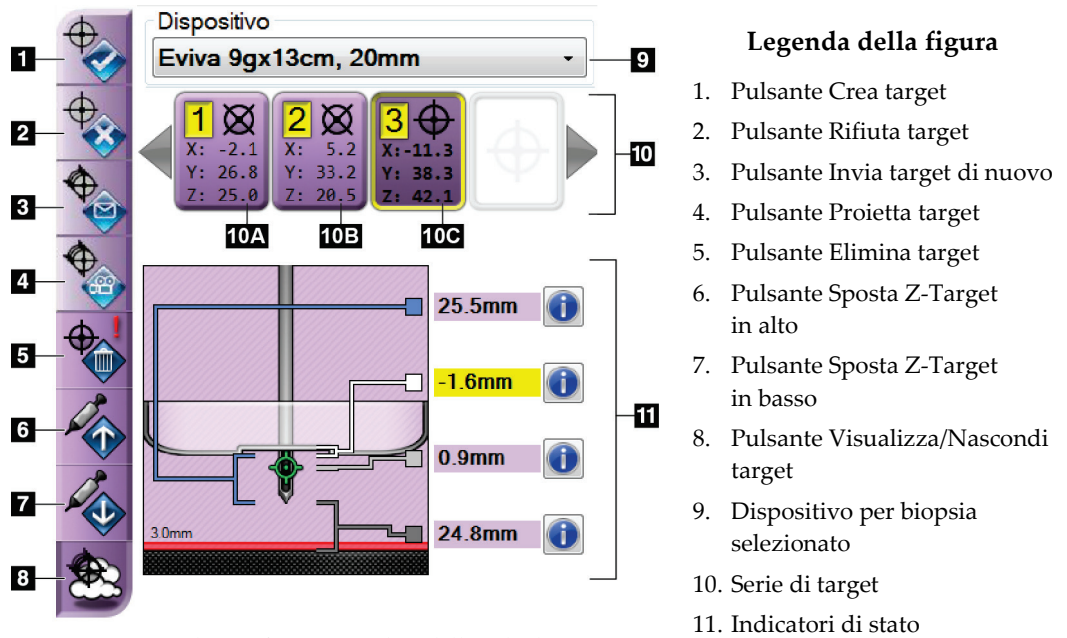 Dispositivo
Eviva 9gx13cm, 20mm
1
2
3
4
5
6
7
8
9
1
X: -2.1
Y: 26.8
Z: 25.0
2
X: 5.2
Y: 33.2
Z: 20.5
3
X:-11.3
Y: 38.3
Z: 42.1
10
10A
10B
10C
!
25.5mm
i
-1.6mm
i
0.9mm
i
24.8mm
i
3.0mm
11
Legenda della figura
1. Pulsante Crea target
2. Pulsante Rifiuta target
3. Pulsante Invia target di nuovo
4. Pulsante Proietta target
5. Pulsante Elimina target
6. Pulsante Sposta Z-Target
in alto
7. Pulsante Sposta Z-Target
in basso
8. Pulsante Visualizza/Nascondi
target
9. Dispositivo per biopsia
selezionato
10. Serie di target
11. Indicatori di stato